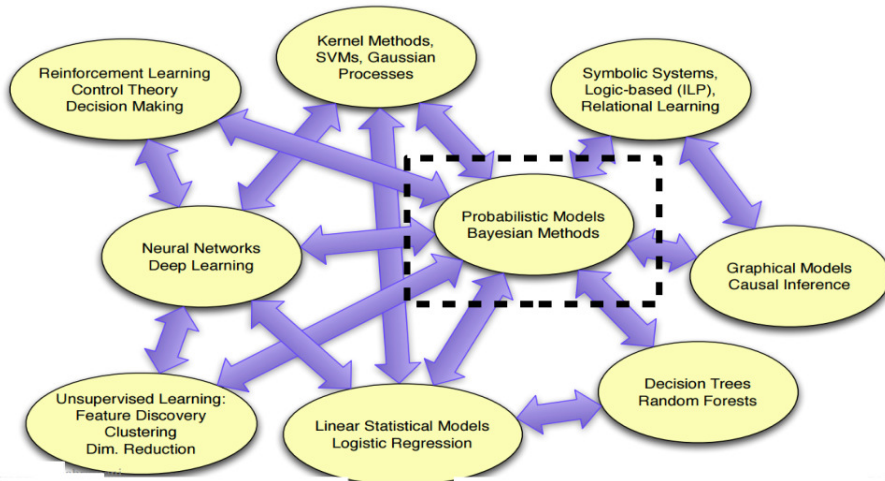 Kernel Methods,
SVMs, Gaussian
Processes
Reinforcement Learning
Control Theory
Decision Making
Symbolic Systems,
Logic-based (ILP),
Relational Learning
Probabilistic Models
Bayesian Methods
Neural Networks
Deep Learning
Graphical Models
Causal Inference
Decision Trees
Random Forests
Unsupervised Learning:
Feature Discovery
Clustering
Dim. Reduction
Linear Statistical Models
Logistic Regression